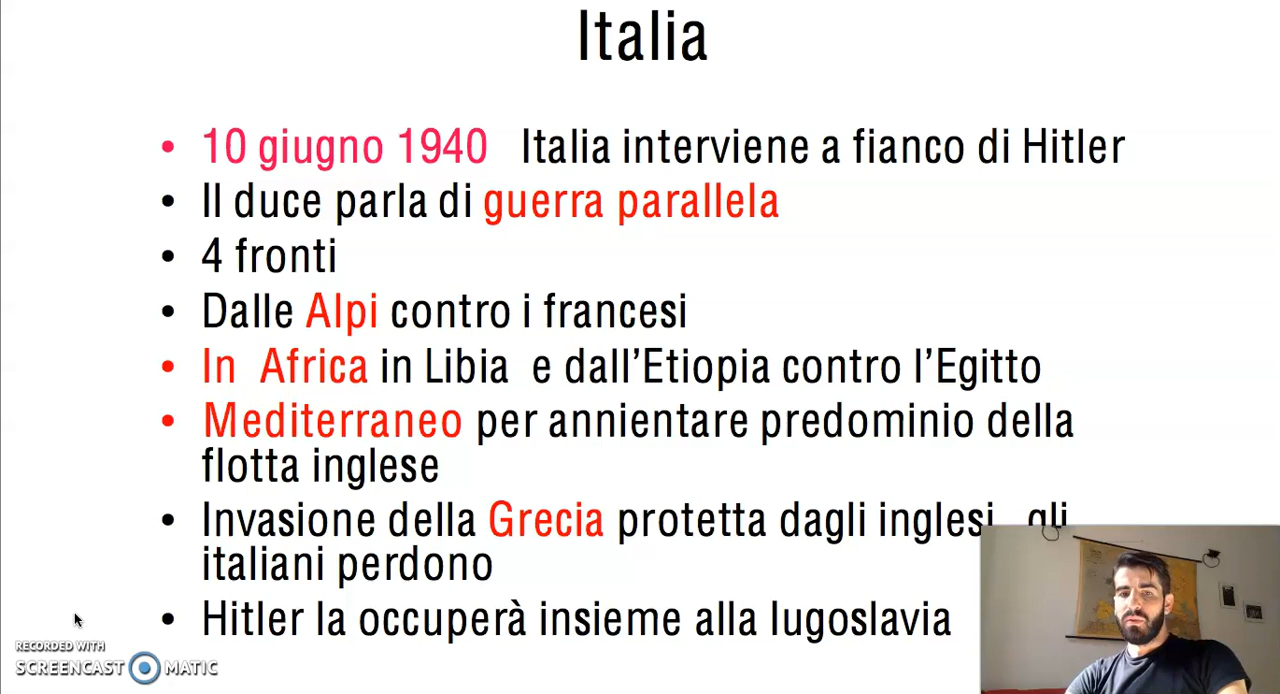 Italia
• 10 giugno 1940 Italia interviene a fianco di Hitler
• Il duce parla di guerra parallela
• 4 fronti
• Dalle Alpi contro i francesi
• In Africa in Libia e dall'Etiopia contro l'Egitto
• Mediterraneo per annientare predominio della
flotta inglese
• Invasione della Grecia protetta dagli inglesi gli
italiani perdono
• Hitler la occuperà insieme alla Iugoslavia
RECORDED WITH
SCREENCAST MATIC